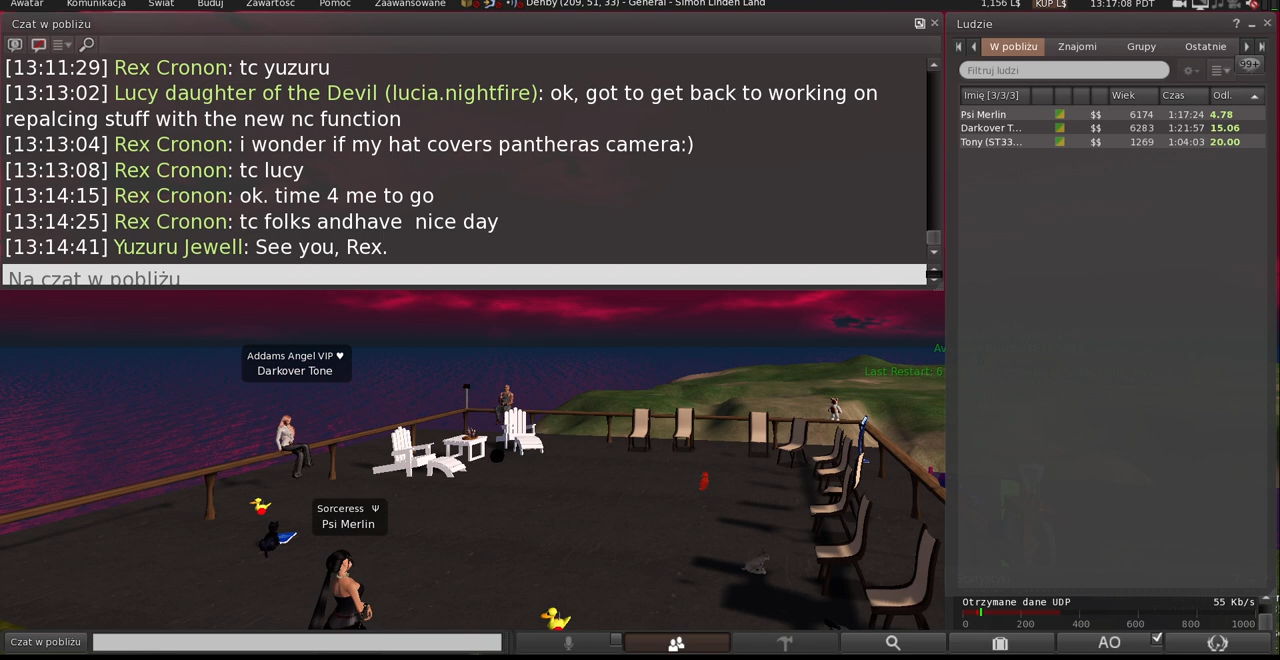 Awatar Komunikacja Świat Buduj Zawartość Pomoc Zaawansowane Denby (209, 51, 33) - General - Simon Linden Land 1,156 L$ KUP L$ 13:17:08 PDT
Czat w pobliżu
[13:11:29] Rex Cronon: tc yuzuru
[13:13:02] Lucy daughter of the Devil (lucia.nightfire): ok, got to get back to working on
repalcing stuff with the new nc function
[13:13:04] Rex Cronon: i wonder if my hat covers pantheras camera:)
[13:13:08] Rex Cronon: tc lucy
[13:14:15] Rex Cronon: ok. time 4 me to go
[13:14:25] Rex Cronon: tc folks andhave  nice day
[13:14:41] Yuzuru Jewell: See you, Rex.
Na czat w pobliżu
Ludzie
W pobliżu Znajomi Grupy Ostatnie
99+
Filtruj ludzi
Imię [3/3/3] Wiek Czas Odl.
Psi Merlin $$ 6174 1:17:24 4.78
Darkover T... $$ 6283 1:21:57 15.06
Tony (ST33... $$ 1269 1:04:03 20.00
Addams Angel VIP ♥
Darkover Tone
Last Restart: 6
Sorceress Ψ
Psi Merlin
Otrzymane dane UDP 55 Kb/s
0 200 400 600 800 1000
Czat w pobliżu
AO